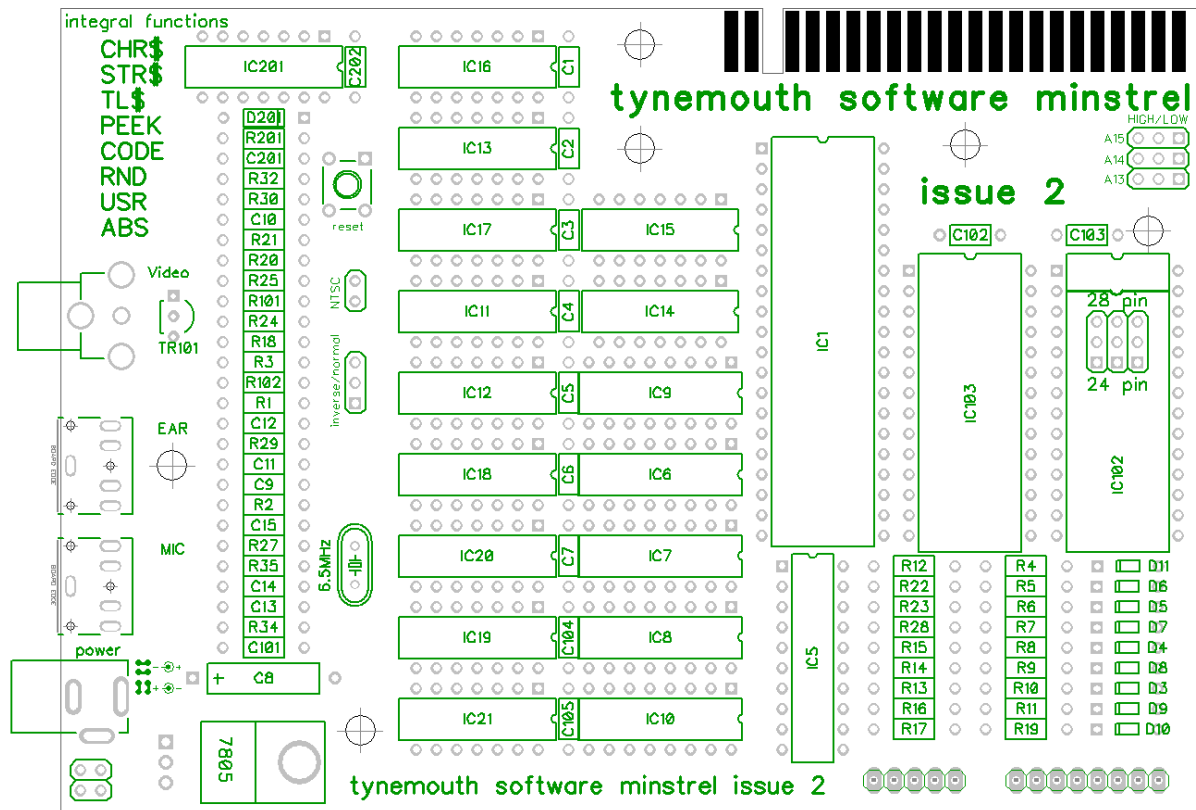 integral functions
CHR$
STR$
TL$
PEEK
CODE
RND
USR
ABS
IC201
C202
IC16
C1
tynemouth software minstrel
HIGH/LOW
A15
A14
A13
issue 2
IC13
C2
IC17
C3
IC15
IC11
C4
IC14
IC12
C5
IC9
IC18
C6
IC6
IC20
C7
IC7
IC19
C104
IC8
IC21
C105
IC10
IC1
IC5
C102
C103
IC103
IC102
28 pin
24 pin
D201
R201
C201
R32
R30
C10
R21
R20
R25
R101
R24
R18
R3
R102
R1
C12
R29
C11
C9
R2
C15
R27
R35
C14
C13
R34
C101
reset
NTSC
inverse/normal
6.5MHz
Video
TR101
EAR
BOARD EDGE
MIC
BOARD EDGE
power
- +
+ -
+ C8
7805
R12
R22
R23
R28
R15
R14
R13
R16
R17
R4
R5
R6
R7
R8
R9
R10
R11
R19
D11
D6
D5
D7
D4
D8
D3
D9
D10
tynemouth software minstrel issue 2